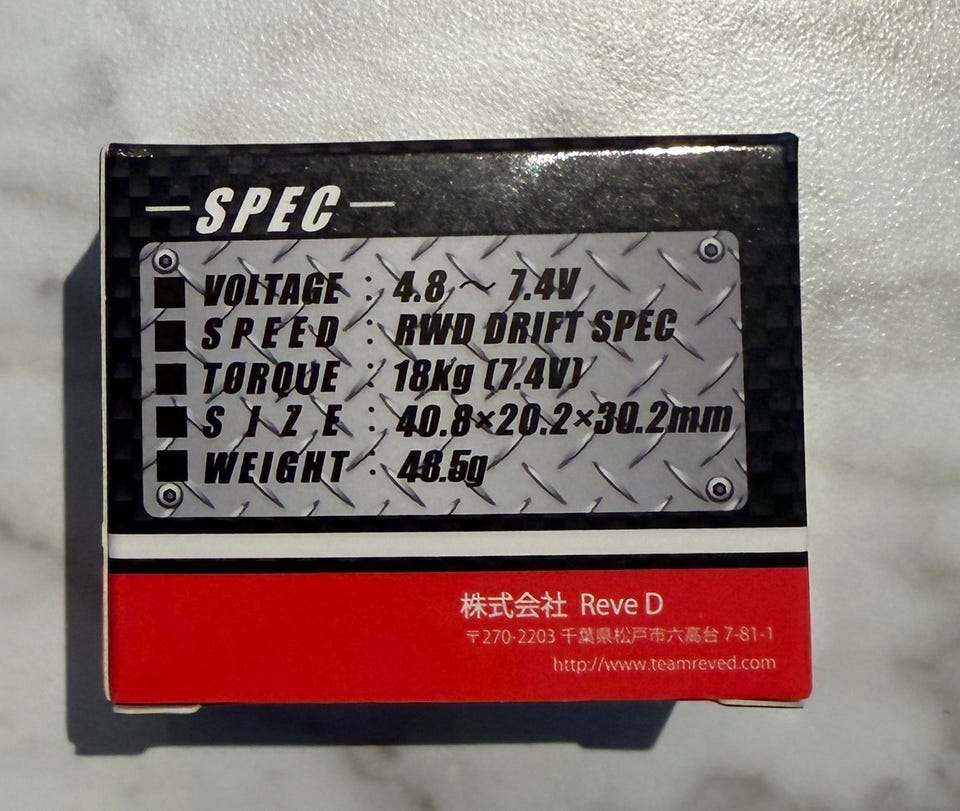 SPEC
■ VOLTAGE : 4.8 ～ 7.4V
■ SPEED : RWD DRIFT SPEC
■ TORQUE : 18Kg (7.4V)
■ SIZE : 40.8×20.2×30.2mm
■ WEIGHT : 48.5g
株式会社 Reve D
〒270-2203 千葉県松戸市六高台 7-81-1
http://www.teamreved.com